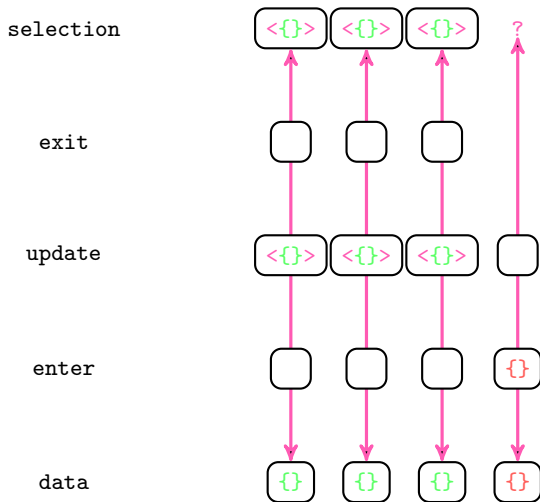 selection <{}> <{}> <{}> ?
exit
update <{}> <{}> <{}>
enter {}
data {} {} {} {}